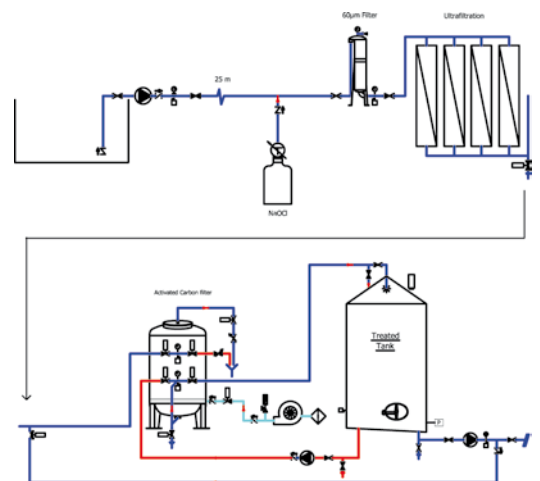 60µm Filter
Ultrafiltration
25 m
NaOCl
Activated Carbon filter
Treated
Tank
P